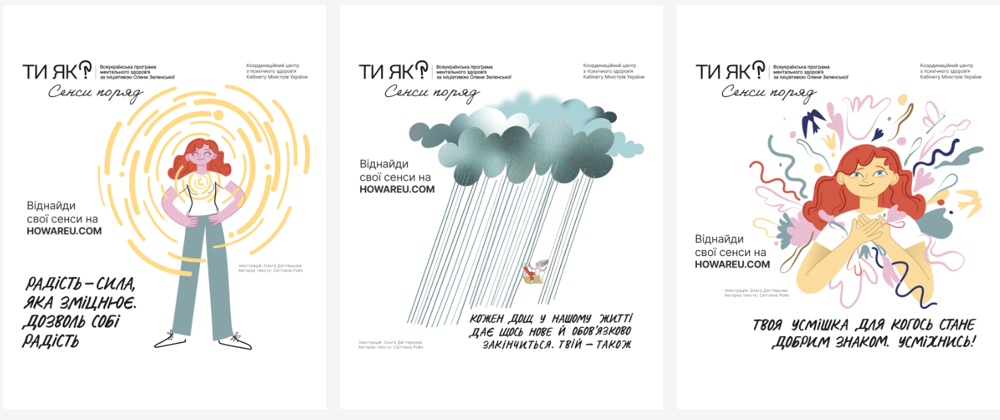 ТИ ЯК?
Всеукраїнська програма
ментального здоров'я
за ініціативою Олени Зеленської
Координаційний центр
з психічного здоров'я
Кабінету Міністрів України
Сенси поряд
Віднайди
свої сенси на
HOWAREU.COM
Ілюстрація: Ольга Дегтярьова
Авторка тексту: Світлана Ройз
РАДІСТЬ – СИЛА,
ЯКА ЗМІЦНЮЄ.
ДОЗВОЛЬ СОБІ
РАДІСТЬ
ТИ ЯК?
Всеукраїнська програма
ментального здоров'я
за ініціативою Олени Зеленської
Координаційний центр
з психічного здоров'я
Кабінету Міністрів України
Сенси поряд
Віднайди
свої сенси на
HOWAREU.COM
КОЖЕН ДОЩ У НАШОМУ ЖИТТІ
ДАЄ ЩОСЬ НОВЕ Й ОБОВ'ЯЗКОВО
ЗАКІНЧИТЬСЯ. ТВІЙ – ТАКОЖ
Ілюстрація: Ольга Дегтярьова
Авторка тексту: Світлана Ройз
ТИ ЯК?
Всеукраїнська програма
ментального здоров'я
за ініціативою Олени Зеленської
Координаційний центр
з психічного здоров'я
Кабінету Міністрів України
Сенси поряд
Віднайди
свої сенси на
HOWAREU.COM
Ілюстрація: Ольга Дегтярьова
Авторка тексту: Світлана Ройз
ТВОЯ УСМІШКА ДЛЯ КОГОСЬ СТАНЕ
ДОБРИМ ЗНАКОМ. УСМІХНИСЬ!